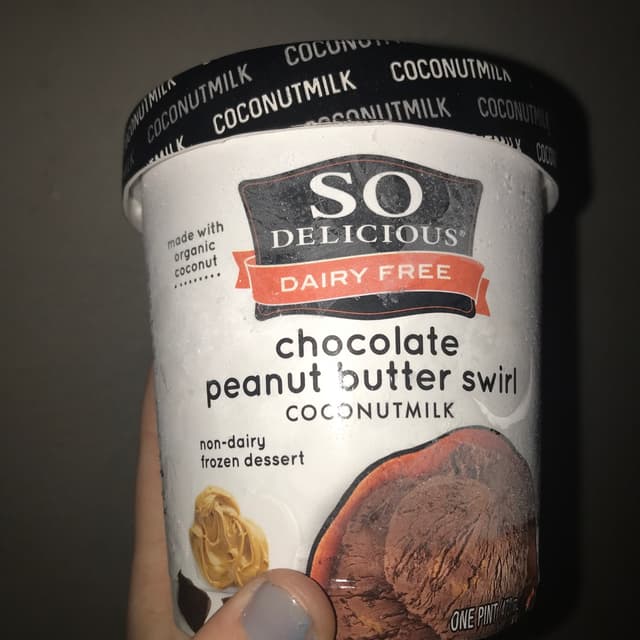 COCONUTMILK
COCONUTMILK COCONUTMILK
COCONUTMILK COCONUTMILK
SO
DELICIOUS®
DAIRY FREE
made with
organic
coconut
chocolate
peanut butter swirl
COCONUTMILK
non-dairy
frozen dessert
ONE PINT